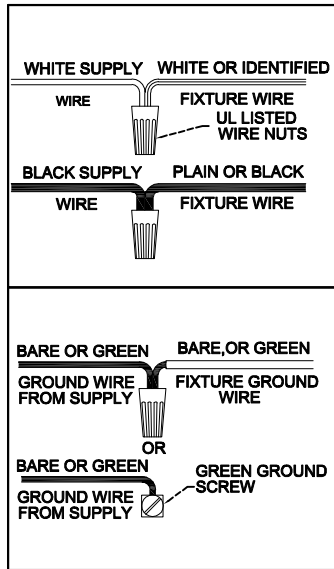 WHITE SUPPLY WIRE
WHITE OR IDENTIFIED FIXTURE WIRE
UL LISTED
WIRE NUTS
BLACK SUPPLY WIRE
PLAIN OR BLACK FIXTURE WIRE
BARE OR GREEN
GROUND WIRE
FROM SUPPLY
BARE,OR GREEN
FIXTURE GROUND
WIRE
OR
BARE OR GREEN
GROUND WIRE
FROM SUPPLY
GREEN GROUND
SCREW